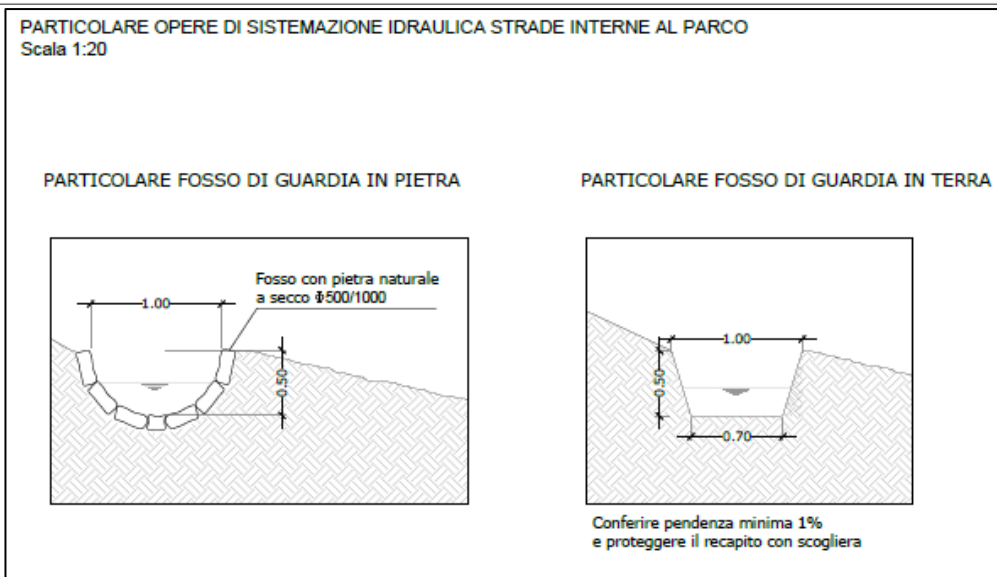 PARTICOLARE OPERE DI SISTEMAZIONE IDRAULICA STRADE INTERNE AL PARCO
Scala 1:20
PARTICOLARE FOSSO DI GUARDIA IN PIETRA
Fosso con pietra naturale
a secco Φ500/1000
1.00
0.50
PARTICOLARE FOSSO DI GUARDIA IN TERRA
1.00
0.50
0.70
Conferire pendenza minima 1%
e proteggere il recapito con scogliera